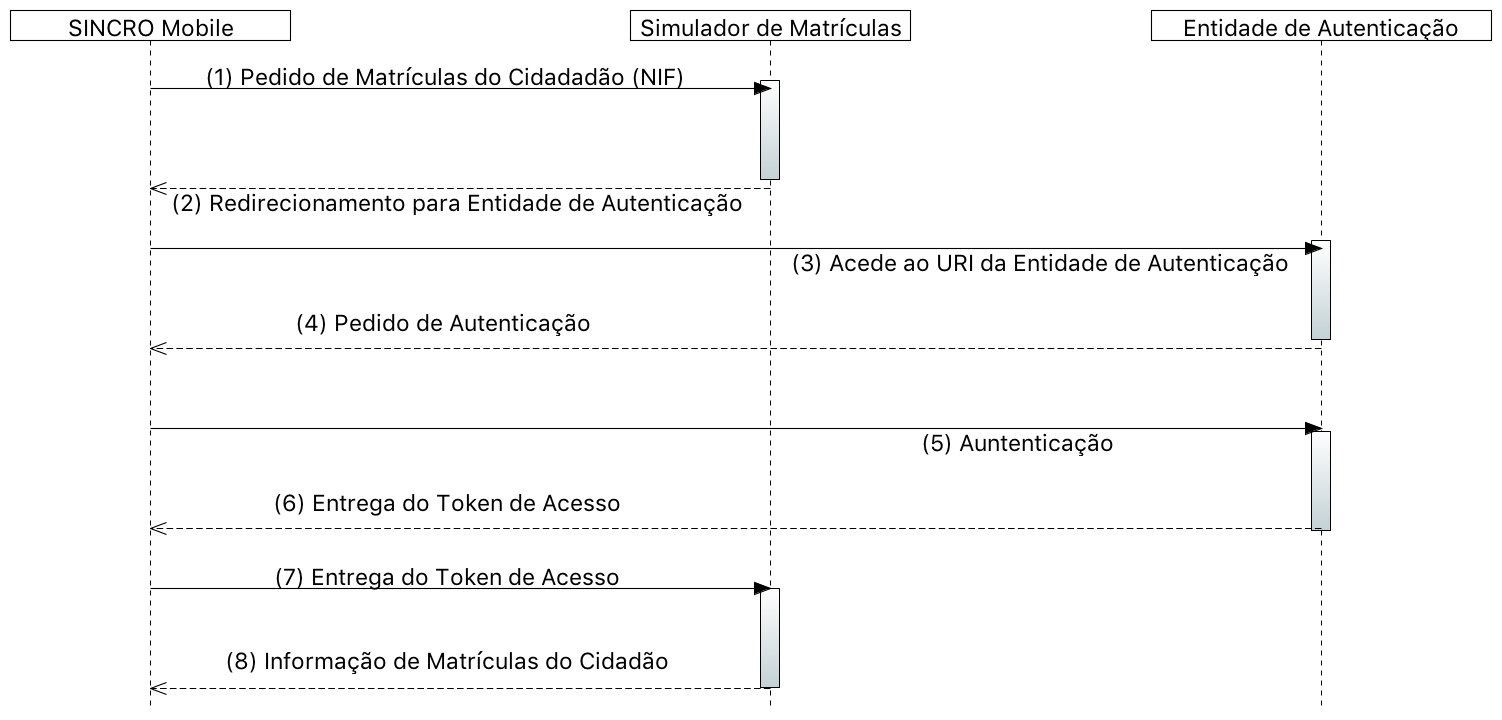 SINCRO Mobile
Simulador de Matrículas
Entidade de Autenticação
(1) Pedido de Matrículas do Cidadadão (NIF)
(2) Redirecionamento para Entidade de Autenticação
(3) Acede ao URI da Entidade de Autenticação
(4) Pedido de Autenticação
(5) Auntenticação
(6) Entrega do Token de Acesso
(7) Entrega do Token de Acesso
(8) Informação de Matrículas do Cidadão